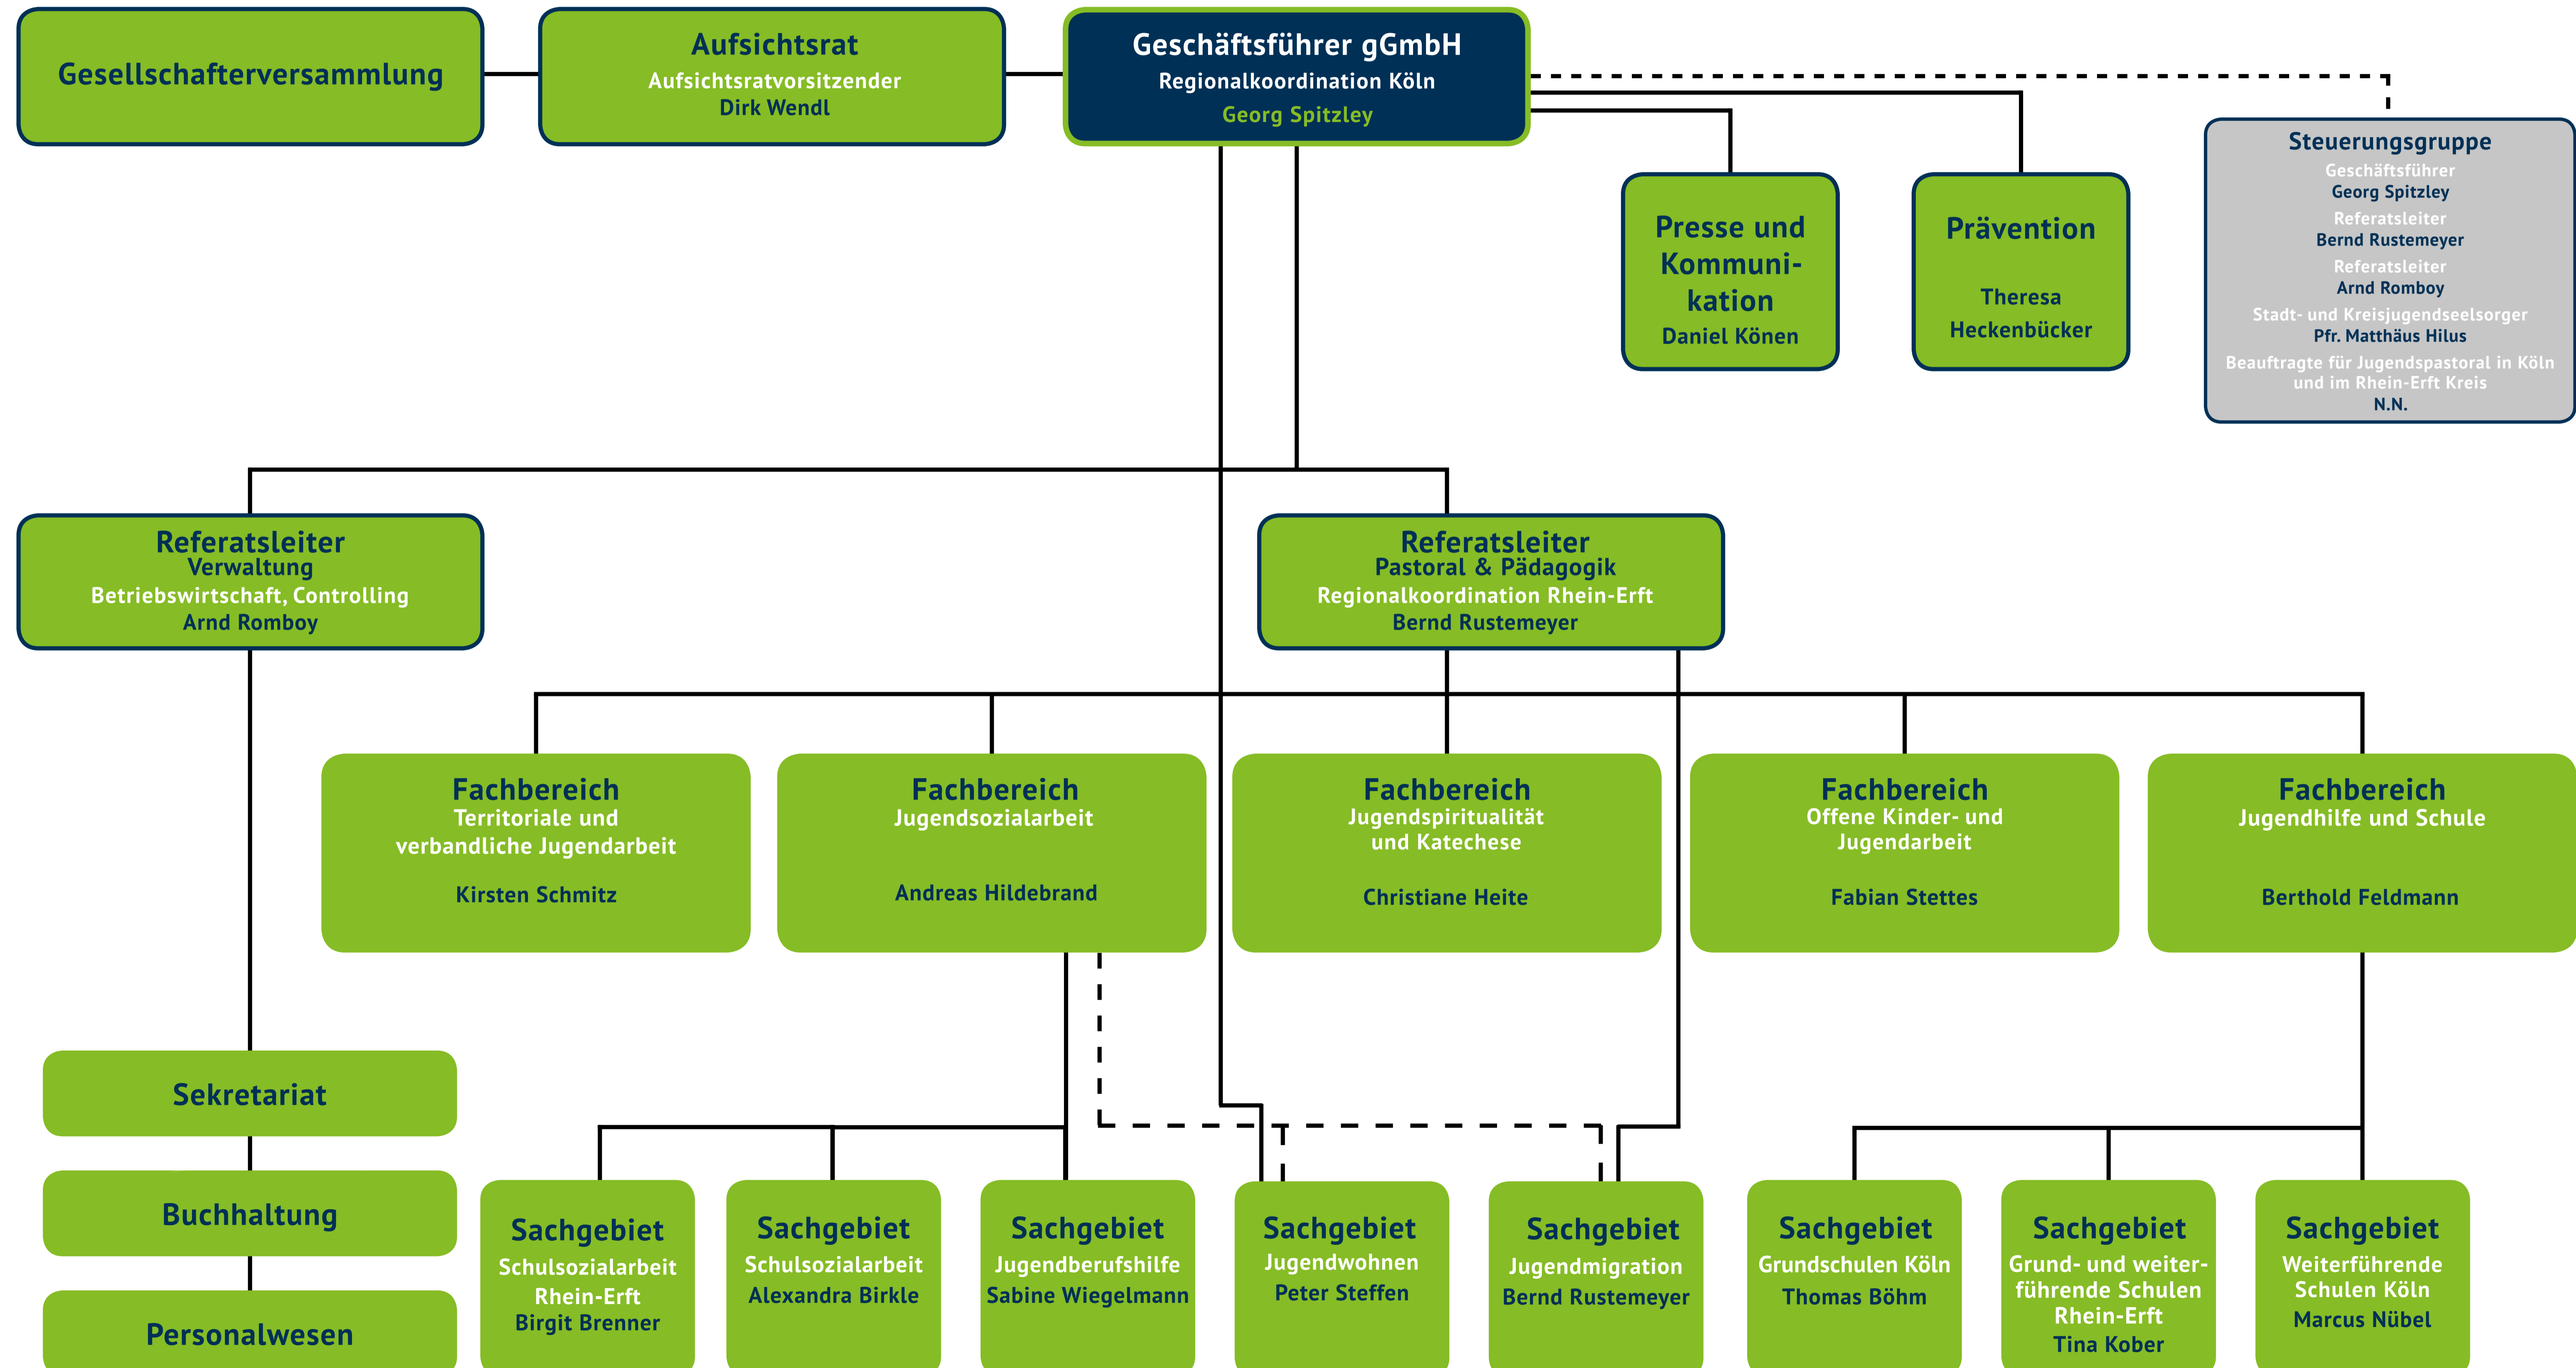 Gesellschafterversammlung
Aufsichtsrat
Aufsichtsratvorsitzender
Dirk Wendl
Geschäftsführer gGmbH
Regionalkoordination Köln
Georg Spitzley
Presse und
Kommuni-
kation
Daniel Könen
Prävention
Theresa
Heckenbücker
Steuerungsgruppe
Geschäftsführer
Georg Spitzley
Referatsleiter
Bernd Rustemeyer
Referatsleiter
Arnd Romboy
Stadt- und Kreisjugendseelsorger
Pfr. Matthäus Hilus
Beauftragte für Jugendspastoral in Köln
und im Rhein-Erft Kreis
N.N.
Referatsleiter
Verwaltung
Betriebswirtschaft, Controlling
Arnd Romboy
Referatsleiter
Pastoral & Pädagogik
Regionalkoordination Rhein-Erft
Bernd Rustemeyer
Fachbereich
Territoriale und
verbandliche Jugendarbeit
Kirsten Schmitz
Fachbereich
Jugendsozialarbeit
Andreas Hildebrand
Fachbereich
Jugendspiritualität
und Katechese
Christiane Heite
Fachbereich
Offene Kinder- und
Jugendarbeit
Fabian Stettes
Fachbereich
Jugendhilfe und Schule
Berthold Feldmann
Sekretariat
Buchhaltung
Personalwesen
Sachgebiet
Schulsozialarbeit
Rhein-Erft
Birgit Brenner
Sachgebiet
Schulsozialarbeit
Alexandra Birkle
Sachgebiet
Jugendberufshilfe
Sabine Wiegelmann
Sachgebiet
Jugendwohnen
Peter Steffen
Sachgebiet
Jugendmigration
Bernd Rustemeyer
Sachgebiet
Grundschulen Köln
Thomas Böhm
Sachgebiet
Grund- und weiter-
führende Schulen
Rhein-Erft
Tina Kober
Sachgebiet
Weiterführende
Schulen Köln
Marcus Nübel